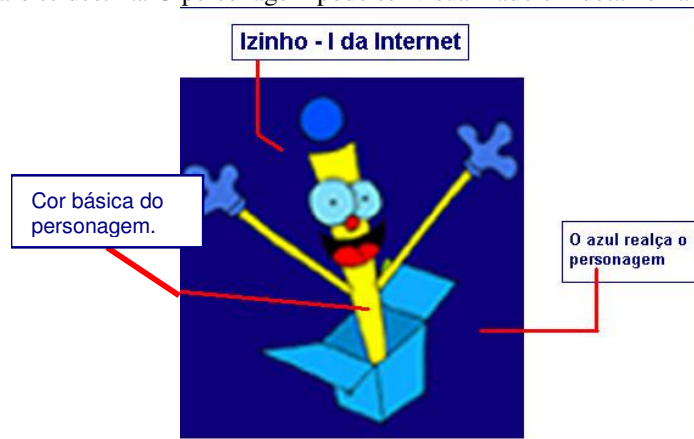 Izinho - I da Internet
Cor básica do
personagem.
O azul realça o
personagem